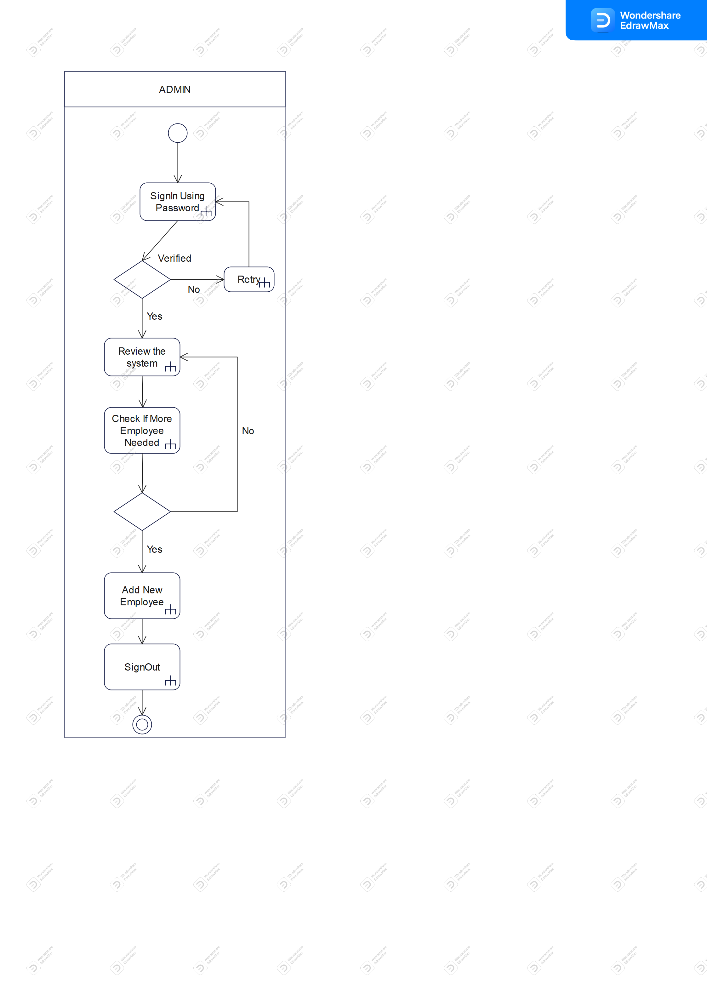 Wondershare
EdrawMax
ADMIN
SignIn Using
Password
Verified
No
Retry
Yes
Review the
system
Check If More
Employee
Needed
No
Yes
Add New
Employee
SignOut